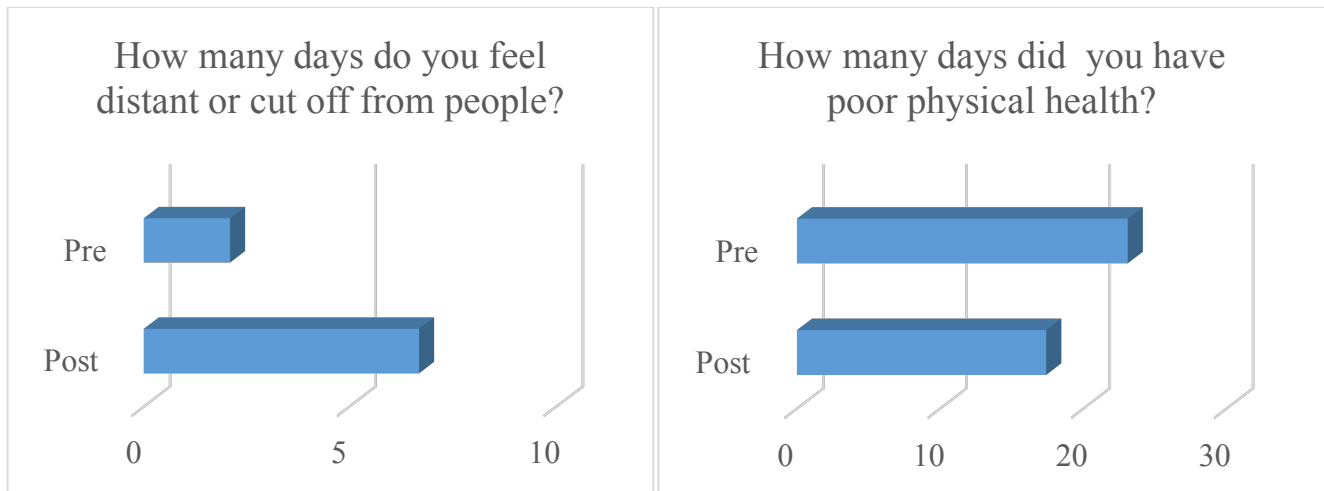 How many days do you feel
distant or cut off from people?
Pre
Post
0 5 10
How many days did  you have
poor physical health?
Pre
Post
0 10 20 30